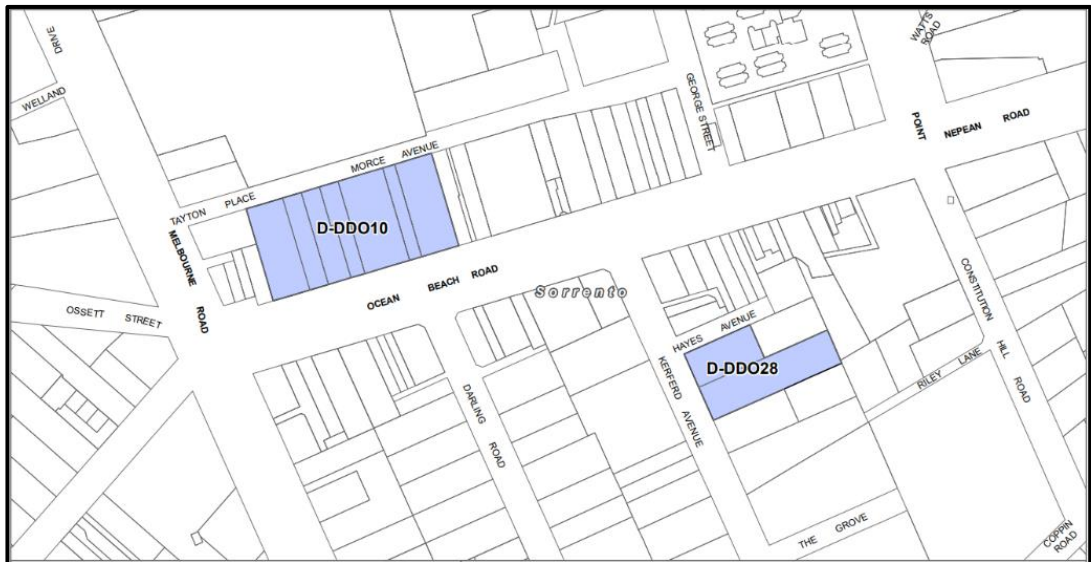 DRIVE
WELLAND
WATTS
ROAD
GEORGE STREET
POINT NEPEAN ROAD
TAYTON PLACE
MORCE AVENUE
D-DDO10
MELBOURNE
ROAD
OCEAN BEACH ROAD
Sorrento
OSSETT STREET
HAYES AVENUE
D-DDO28
KERFERD
AVENUE
DARLING
ROAD
CONSTITUTION
HILL
ROAD
RILEY LANE
THE GROVE
COPPIN
ROAD